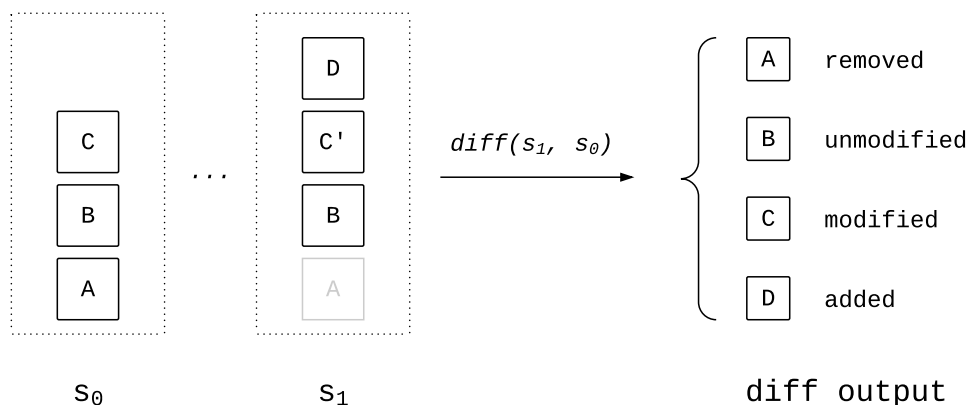 C
B
A
s0
...
D
C'
B
A
s1
diff(s1, s0)
A removed
B unmodified
C modified
D added
diff output